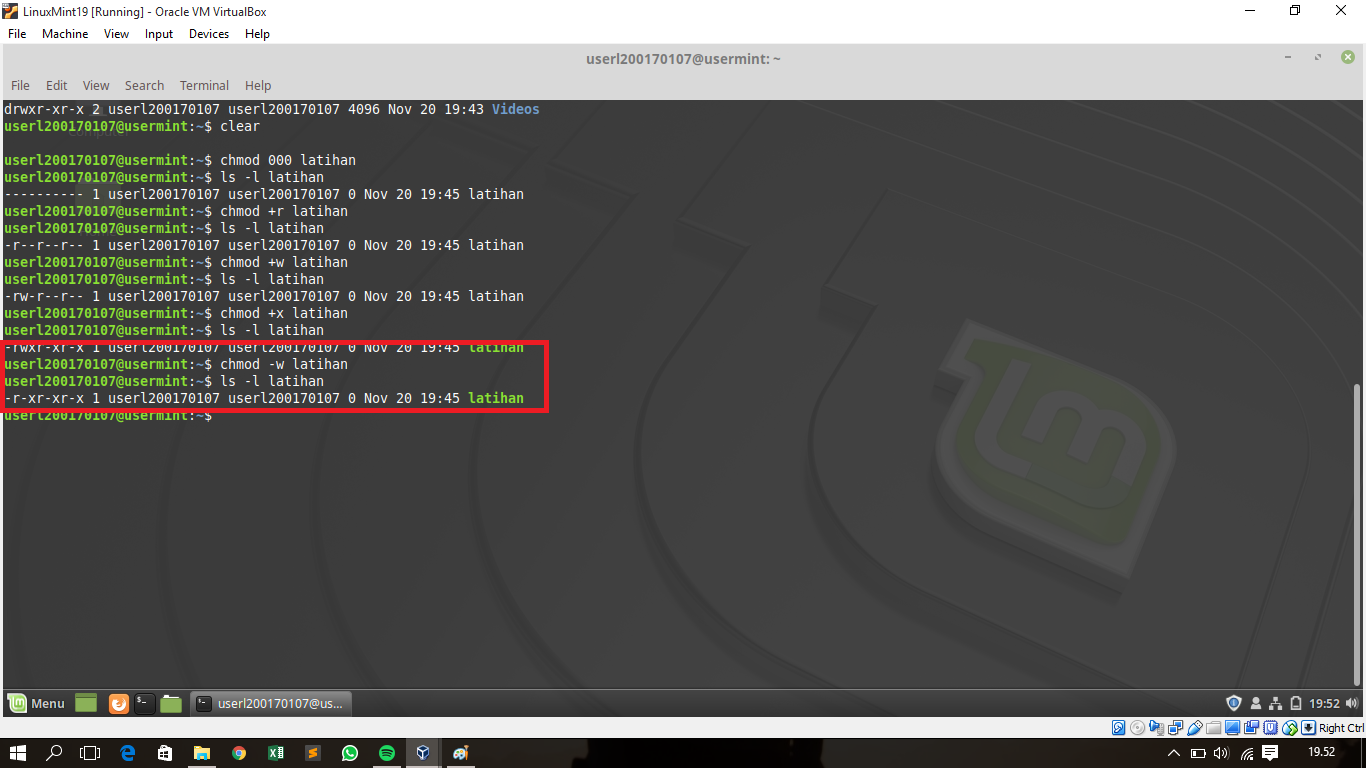 LinuxMint19 [Running] - Oracle VM VirtualBox
File Machine View Input Devices Help
userl200170107@usermint: ~
File Edit View Search Terminal Help
drwxr-xr-x 2 userl200170107 userl200170107 4096 Nov 20 19:43 Videos
userl200170107@usermint:~$ clear
userl200170107@usermint:~$ chmod 000 latihan
userl200170107@usermint:~$ ls -l latihan
---------- 1 userl200170107 userl200170107 0 Nov 20 19:45 latihan
userl200170107@usermint:~$ chmod +r latihan
userl200170107@usermint:~$ ls -l latihan
-r--r--r-- 1 userl200170107 userl200170107 0 Nov 20 19:45 latihan
userl200170107@usermint:~$ chmod +w latihan
userl200170107@usermint:~$ ls -l latihan
-rw-r--r-- 1 userl200170107 userl200170107 0 Nov 20 19:45 latihan
userl200170107@usermint:~$ chmod +x latihan
userl200170107@usermint:~$ ls -l latihan
-rwxr-xr-x 1 userl200170107 userl200170107 0 Nov 20 19:45 latihan
userl200170107@usermint:~$ chmod -w latihan
userl200170107@usermint:~$ ls -l latihan
-r-xr-xr-x 1 userl200170107 userl200170107 0 Nov 20 19:45 latihan
userl200170107@usermint:~$
Menu userl200170107@us... 19:52
Right Ctrl
19.52